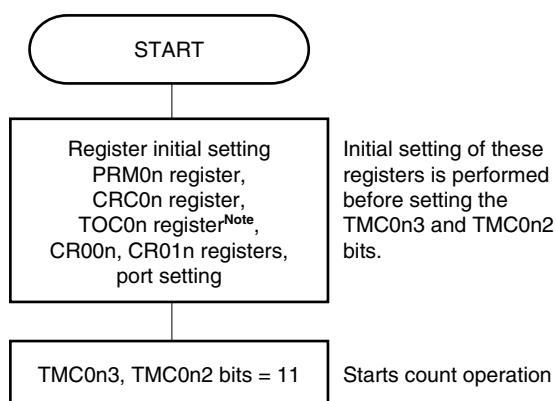 START
Register initial setting
PRM0n register,
CRC0n register,
TOC0n registerNote,
CR00n, CR01n registers,
port setting
Initial setting of these
registers is performed
before setting the
TMC0n3 and TMC0n2
bits.
TMC0n3, TMC0n2 bits = 11
Starts count operation